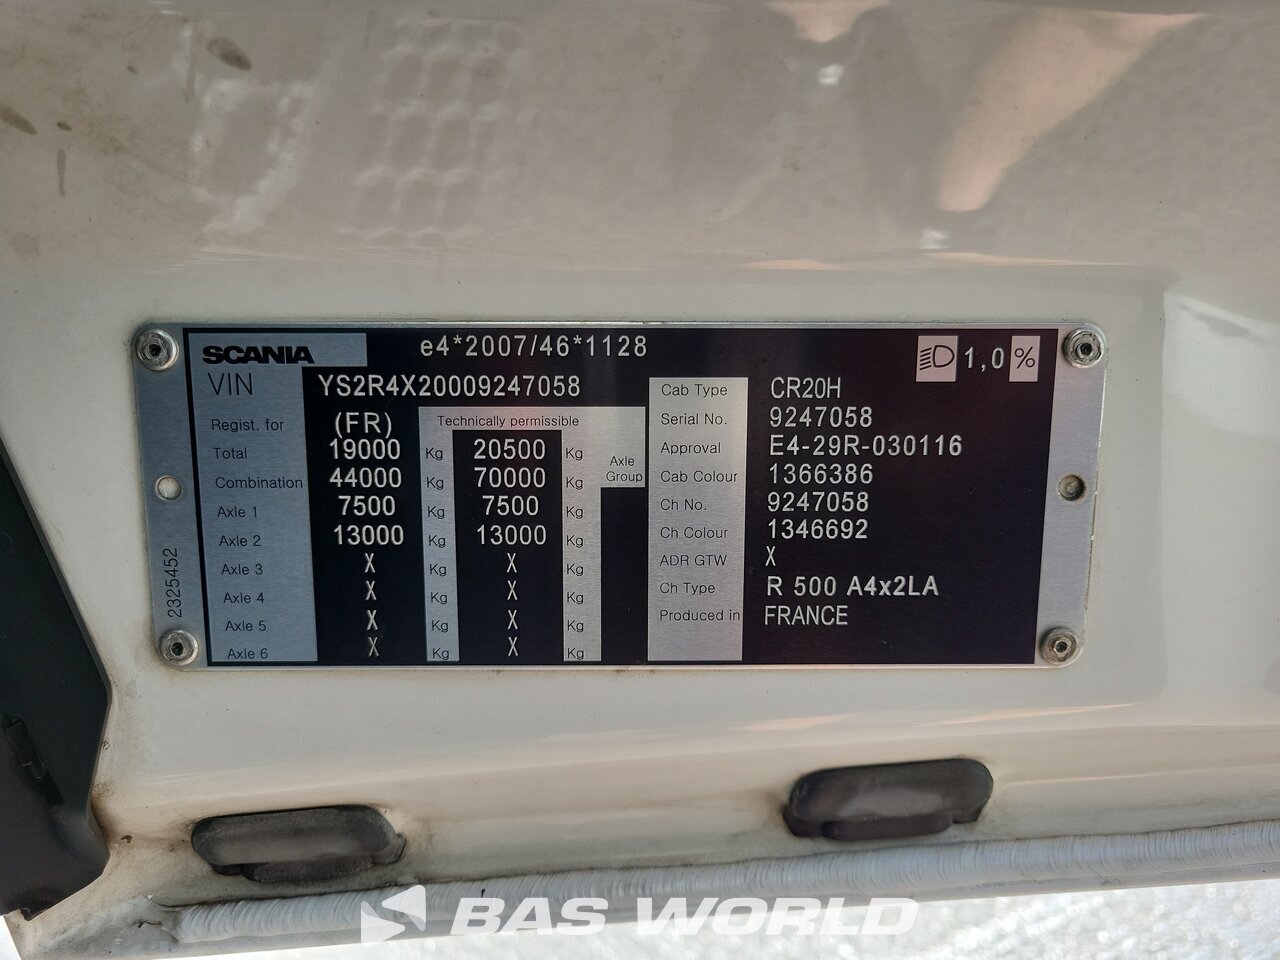 SCANIA e4*2007/46*1128 1,0 %
VIN YS2R4X20009247058
Regist. for (FR) Technically permissible
Total 19000 Kg 20500 Kg Axle Group
Combination 44000 Kg 70000 Kg
Axle 1 7500 Kg 7500 Kg
Axle 2 13000 Kg 13000 Kg
Axle 3 X Kg X Kg
Axle 4 X Kg X Kg
Axle 5 X Kg X Kg
Axle 6 X Kg X Kg
Cab Type CR20H
Serial No. 9247058
Approval E4-29R-030116
Cab Colour 1366386
Ch No. 9247058
Ch Colour 1346692
ADR GTW X
Ch Type R 500 A4x2LA
Produced in FRANCE
2325452
BAS WORLD